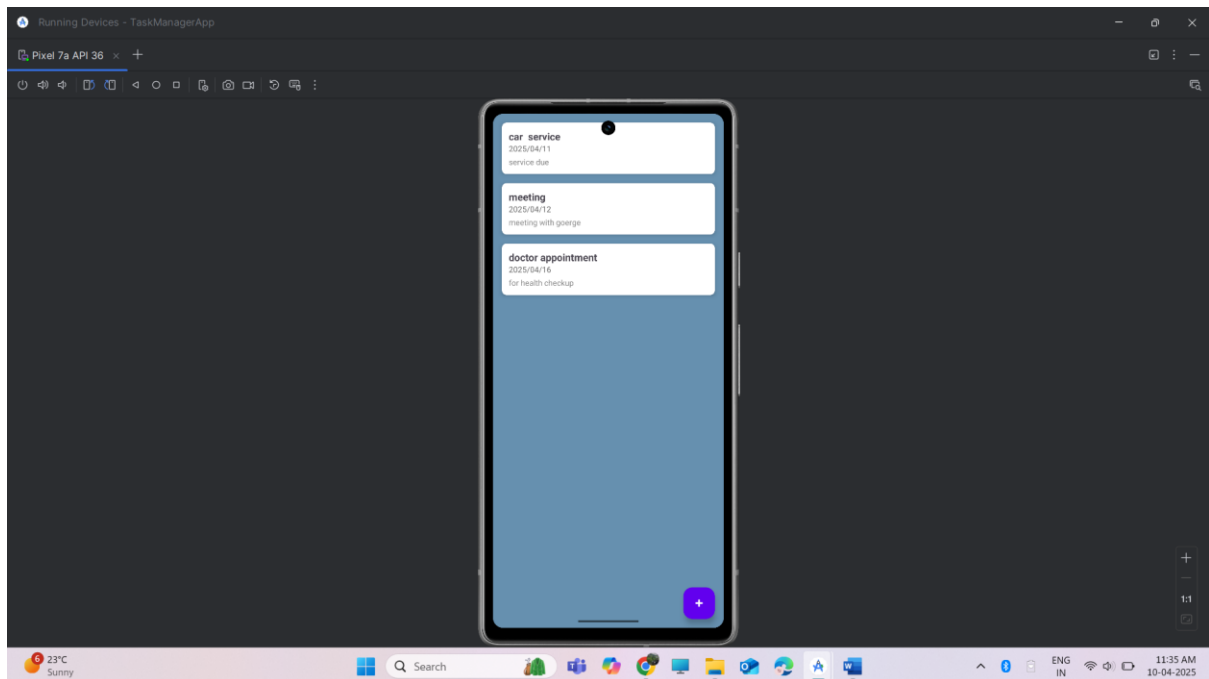 Running Devices - TaskManagerApp
Pixel 7a API 36
car service
2025/04/11
service due
meeting
2025/04/12
meeting with goerge
doctor appointment
2025/04/16
for health checkup
+
1:1
6
23°C
Sunny
Search
ENG
IN
11:35 AM
10-04-2025